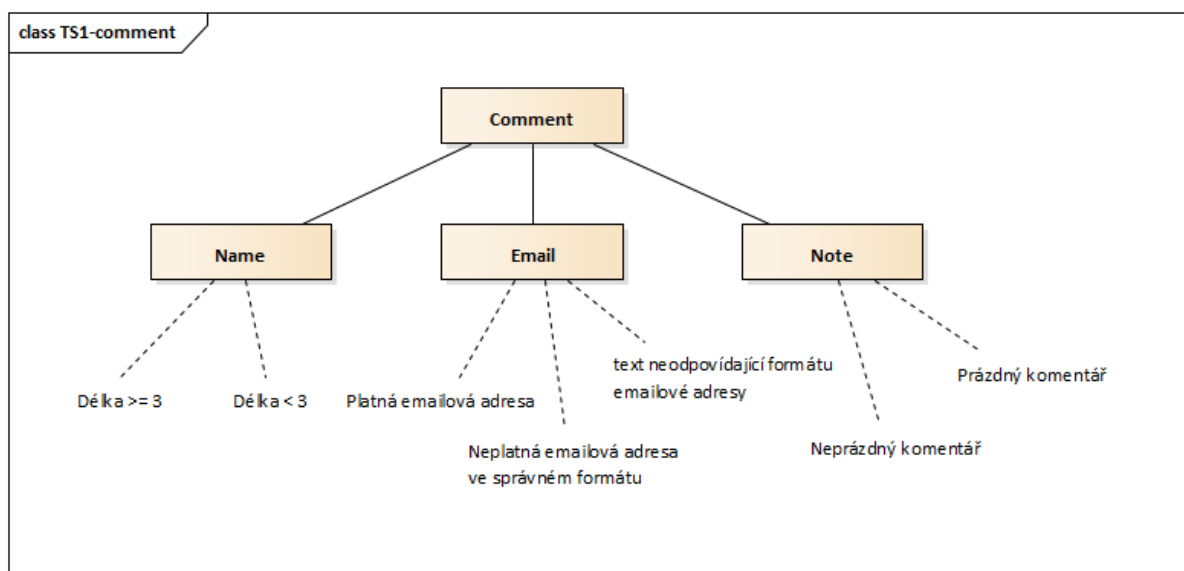 class TS1-comment
Comment
Name
Email
Note
Délka >= 3
Délka < 3
Platná emailová adresa
Neplatná emailová adresa
ve správném formátu
text neodpovídající formátu
emailové adresy
Neprázdný komentář
Prázdný komentář